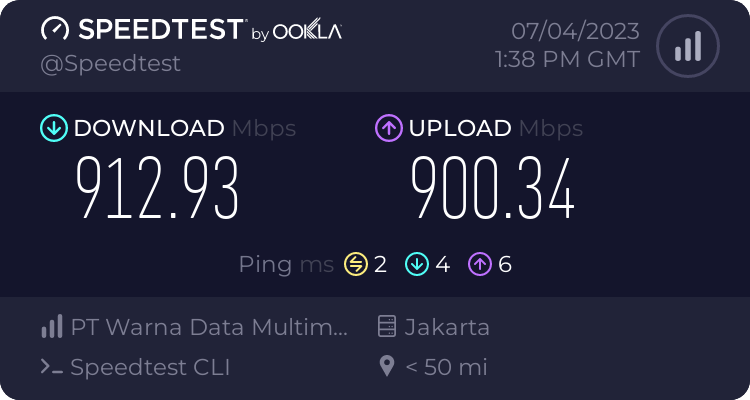 SPEEDTEST by OOKLA
@Speedtest
07/04/2023
1:38 PM GMT
DOWNLOAD Mbps
912.93
UPLOAD Mbps
900.34
Ping ms 2 4 6
PT Warna Data Multim...
Jakarta
Speedtest CLI
< 50 mi